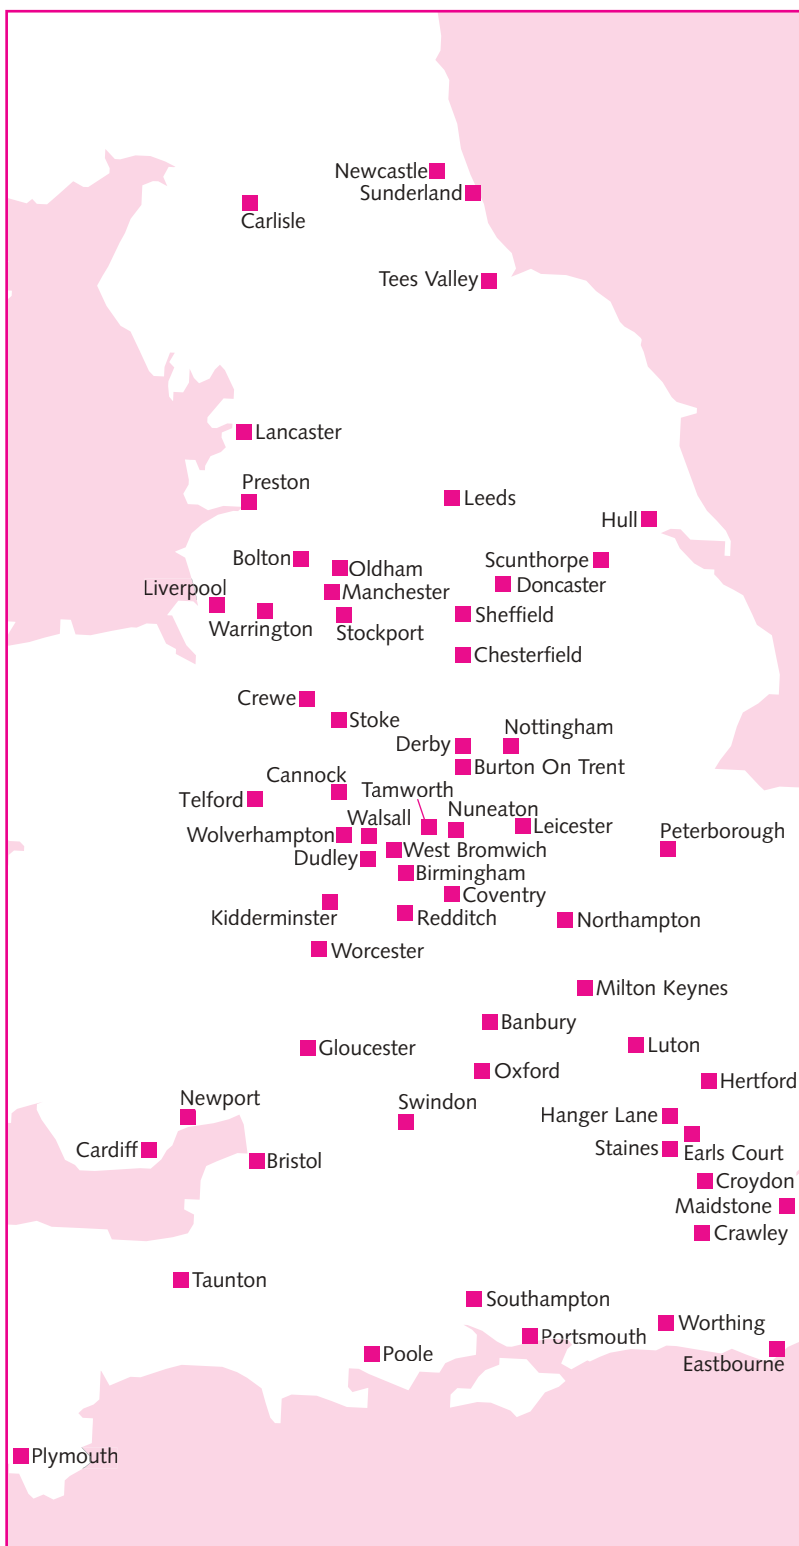 Newcastle
Sunderland
Carlisle
Tees Valley
Lancaster
Preston
Leeds
Hull
Bolton
Scunthorpe
Oldham
Doncaster
Liverpool
Manchester
Sheffield
Warrington
Stockport
Chesterfield
Crewe
Stoke
Nottingham
Derby
Burton On Trent
Cannock
Tamworth
Telford
Nuneaton
Walsall
Leicester
Wolverhampton
Peterborough
West Bromwich
Dudley
Birmingham
Coventry
Kidderminster
Redditch
Northampton
Worcester
Milton Keynes
Banbury
Luton
Gloucester
Oxford
Hertford
Newport
Swindon
Hanger Lane
Cardiff
Staines
Earls Court
Bristol
Croydon
Maidstone
Crawley
Taunton
Southampton
Worthing
Portsmouth
Poole
Eastbourne
Plymouth